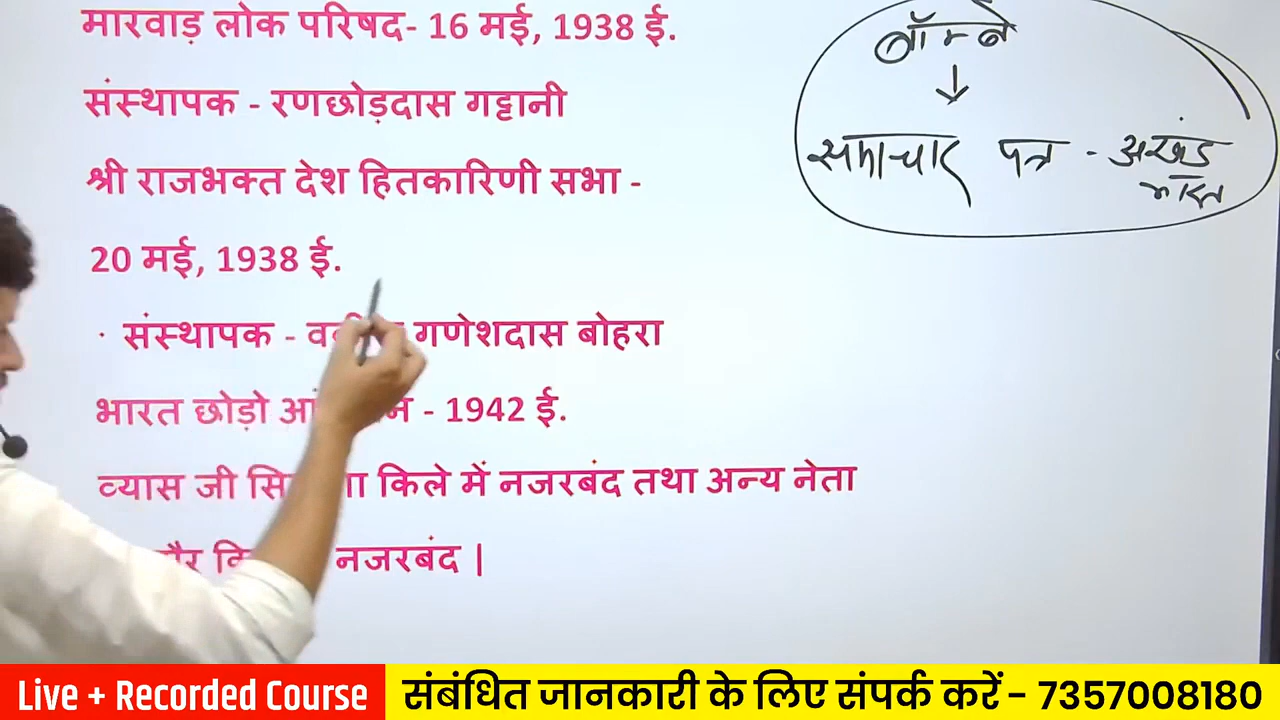 मारवाड़ लोक परिषद- 16 मई, 1938 ई.
संस्थापक - रणछोड़दास गट्टानी
श्री राजभक्त देश हितकारिणी सभा -
20 मई, 1938 ई.
· संस्थापक - गणेशदास बोहरा
भारत छोड़ो - 1942 ई.
व्यास जी किले में नजरबंद तथा अन्य नेता
नजरबंद |
बॉम्बे
↓
समाचार पत्र - अखंड
भारत
Live + Recorded Course
संबंधित जानकारी के लिए संपर्क करें - 7357008180